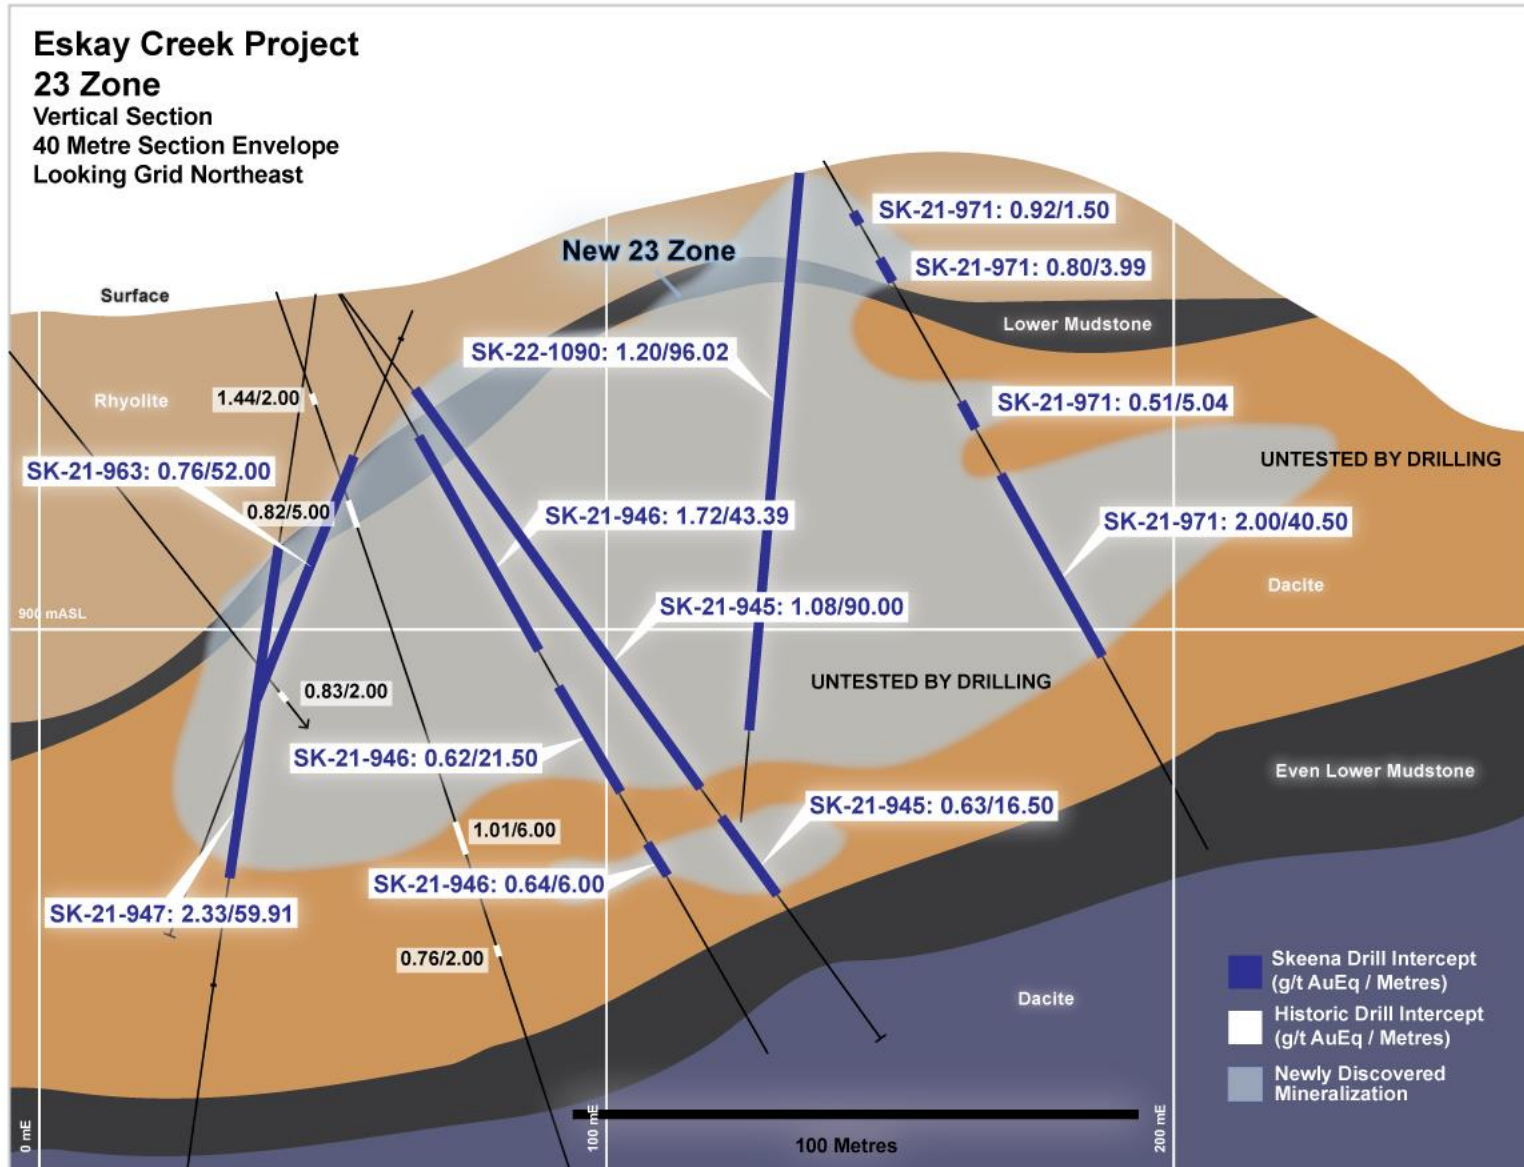 Eskay Creek Project
23 Zone
Vertical Section
40 Metre Section Envelope
Looking Grid Northeast
SK-21-971: 0.92/1.50
New 23 Zone
SK-21-971: 0.80/3.99
Surface
Lower Mudstone
SK-22-1090: 1.20/96.02
Rhyolite
1.44/2.00
SK-21-971: 0.51/5.04
UNTESTED BY DRILLING
SK-21-963: 0.76/52.00
0.82/5.00
SK-21-946: 1.72/43.39
SK-21-971: 2.00/40.50
Dacite
900 mASL
SK-21-945: 1.08/90.00
UNTESTED BY DRILLING
0.83/2.00
SK-21-946: 0.62/21.50
Even Lower Mudstone
SK-21-945: 0.63/16.50
1.01/6.00
SK-21-946: 0.64/6.00
SK-21-947: 2.33/59.91
0.76/2.00
Dacite
Skeena Drill Intercept
(g/t AuEq / Metres)
Historic Drill Intercept
(g/t AuEq / Metres)
Newly Discovered
Mineralization
0 mE
100 mE
200 mE
100 Metres